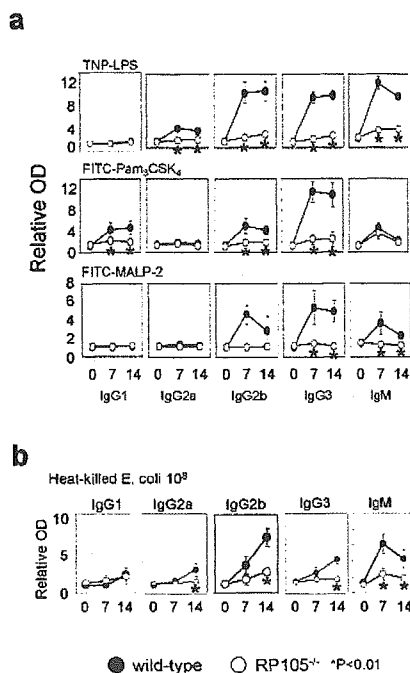 a
TNP-LPS
12
8
4
0
FITC-Pam₃CSK₄
12
8
4
0
Relative OD
FITC-MALP-2
8
6
4
2
0
0 7 14 0 7 14 0 7 14 0 7 14 0 7 14
IgG1 IgG2a IgG2b IgG3 IgM
b
Heat-killed E. coli 10⁸
IgG1 IgG2a IgG2b IgG3 IgM
Relative OD
10
5
0
0 7 14 0 7 14 0 7 14 0 7 14 0 7 14
wild-type RP105⁻/⁻ *P<0.01